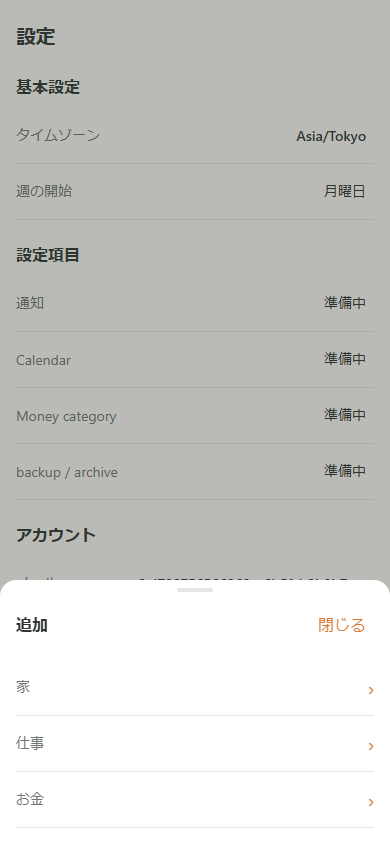 設定
基本設定
タイムゾーン Asia/Tokyo
週の開始 月曜日
設定項目
通知 準備中
Calendar 準備中
Money category 準備中
backup / archive 準備中
アカウント
追加 閉じる
家 ›
仕事 ›
お金 ›